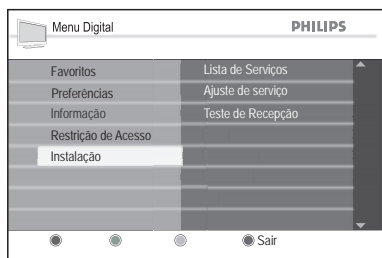 Menu Digital
PHILIPS
Favoritos
Preferências
Informação
Restrição de Acesso
Instalação
Lista de Serviços
Ajuste de serviço
Teste de Recepção
Sair